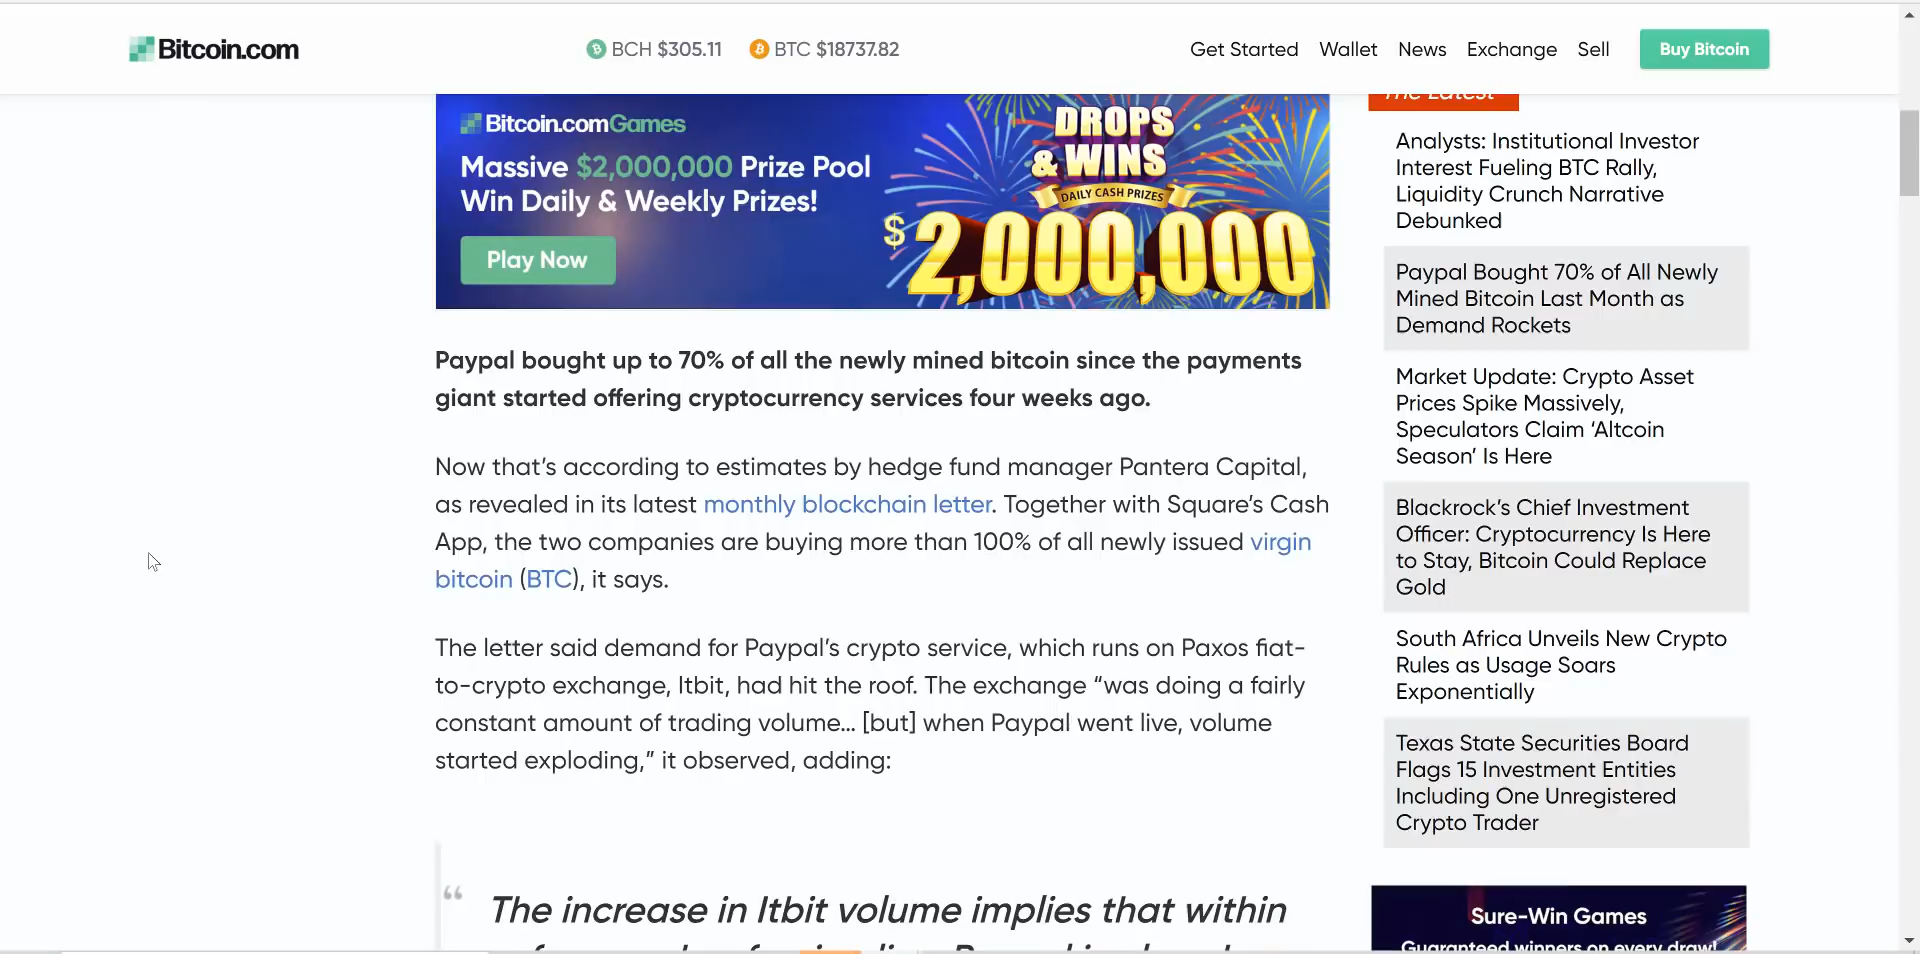 Bitcoin.com
BCH $305.11
BTC $18737.82
Get Started
Wallet
News
Exchange
Sell
Buy Bitcoin
Bitcoin.comGames
Massive $2,000,000 Prize Pool
Win Daily & Weekly Prizes!
Play Now
DROPS
& WINS
DAILY CASH PRIZES
$2,000,000
Paypal bought up to 70% of all the newly mined bitcoin since the payments
giant started offering cryptocurrency services four weeks ago.
Now that’s according to estimates by hedge fund manager Pantera Capital,
as revealed in its latest monthly blockchain letter. Together with Square’s Cash
App, the two companies are buying more than 100% of all newly issued virgin
bitcoin (BTC), it says.
The letter said demand for Paypal’s crypto service, which runs on Paxos fiat-
to-crypto exchange, Itbit, had hit the roof. The exchange “was doing a fairly
constant amount of trading volume… [but] when Paypal went live, volume
started exploding,” it observed, adding:
“ The increase in Itbit volume implies that within
The Latest
Analysts: Institutional Investor
Interest Fueling BTC Rally,
Liquidity Crunch Narrative
Debunked
Paypal Bought 70% of All Newly
Mined Bitcoin Last Month as
Demand Rockets
Market Update: Crypto Asset
Prices Spike Massively,
Speculators Claim ‘Altcoin
Season’ Is Here
Blackrock’s Chief Investment
Officer: Cryptocurrency Is Here
to Stay, Bitcoin Could Replace
Gold
South Africa Unveils New Crypto
Rules as Usage Soars
Exponentially
Texas State Securities Board
Flags 15 Investment Entities
Including One Unregistered
Crypto Trader
Sure-Win Games
Guaranteed winners on every draw!